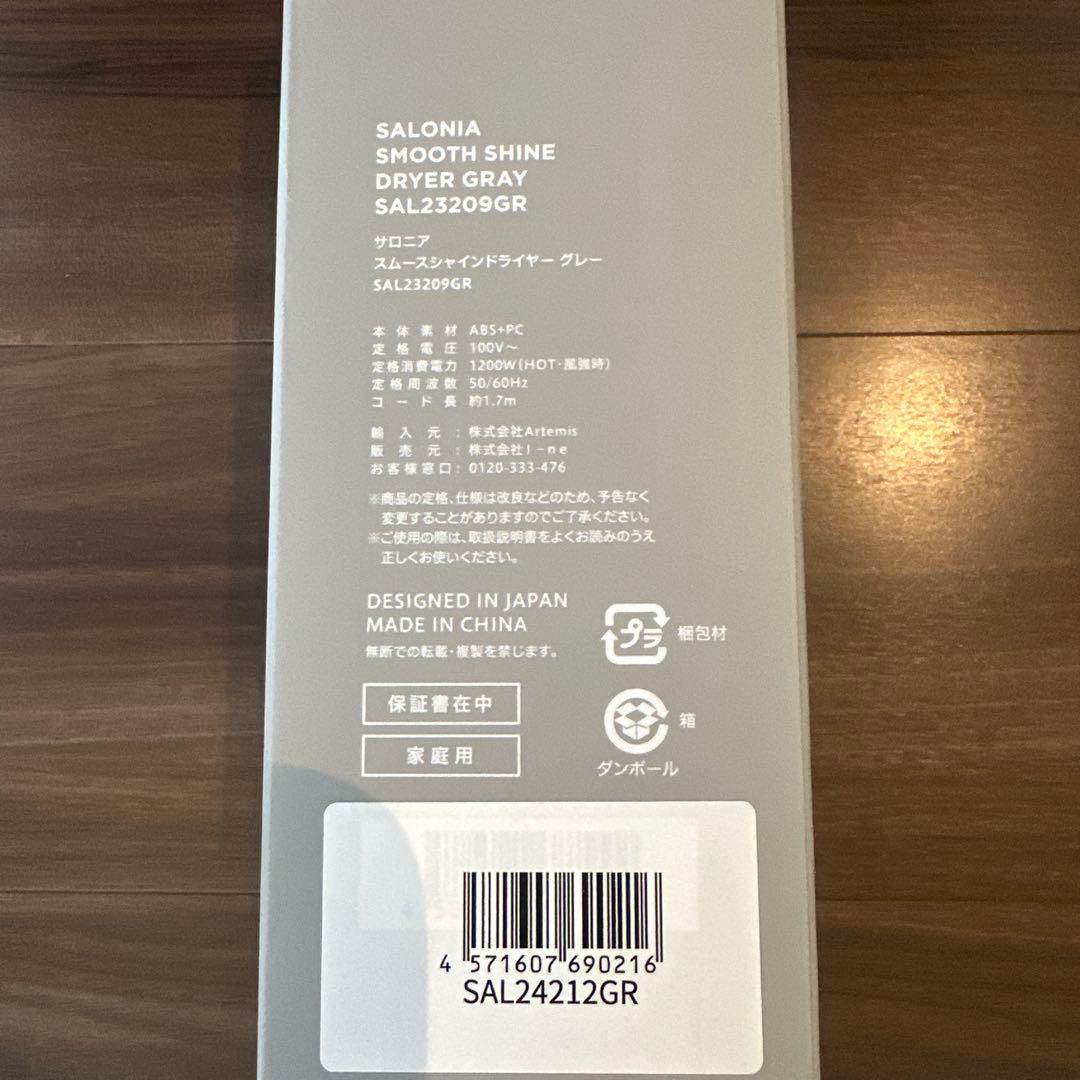 SALONIA
SMOOTH SHINE
DRYER GRAY
SAL23209GR
サロニア
スムースシャインドライヤー グレー
SAL23209GR
本体素材 ABS+PC
定格電圧 100V〜
定格消費電力 1200W(HOT・風強時)
定格周波数 50/60Hz
コード長 約1.7m
輸入元:株式会社Artemis
販売元:株式会社I-ne
お客様窓口:0120-333-476
※商品の定格、仕様は改良などのため、予告なく
変更することがありますのでご了承ください。
※ご使用の際は、取扱説明書をよくお読みのうえ
正しくお使いください。
DESIGNED IN JAPAN
MADE IN CHINA
無断での転載・複製を禁じます。
プラ 梱包材
保証書在中
箱
家庭用
ダンボール
4 571607 690216
SAL24212GR